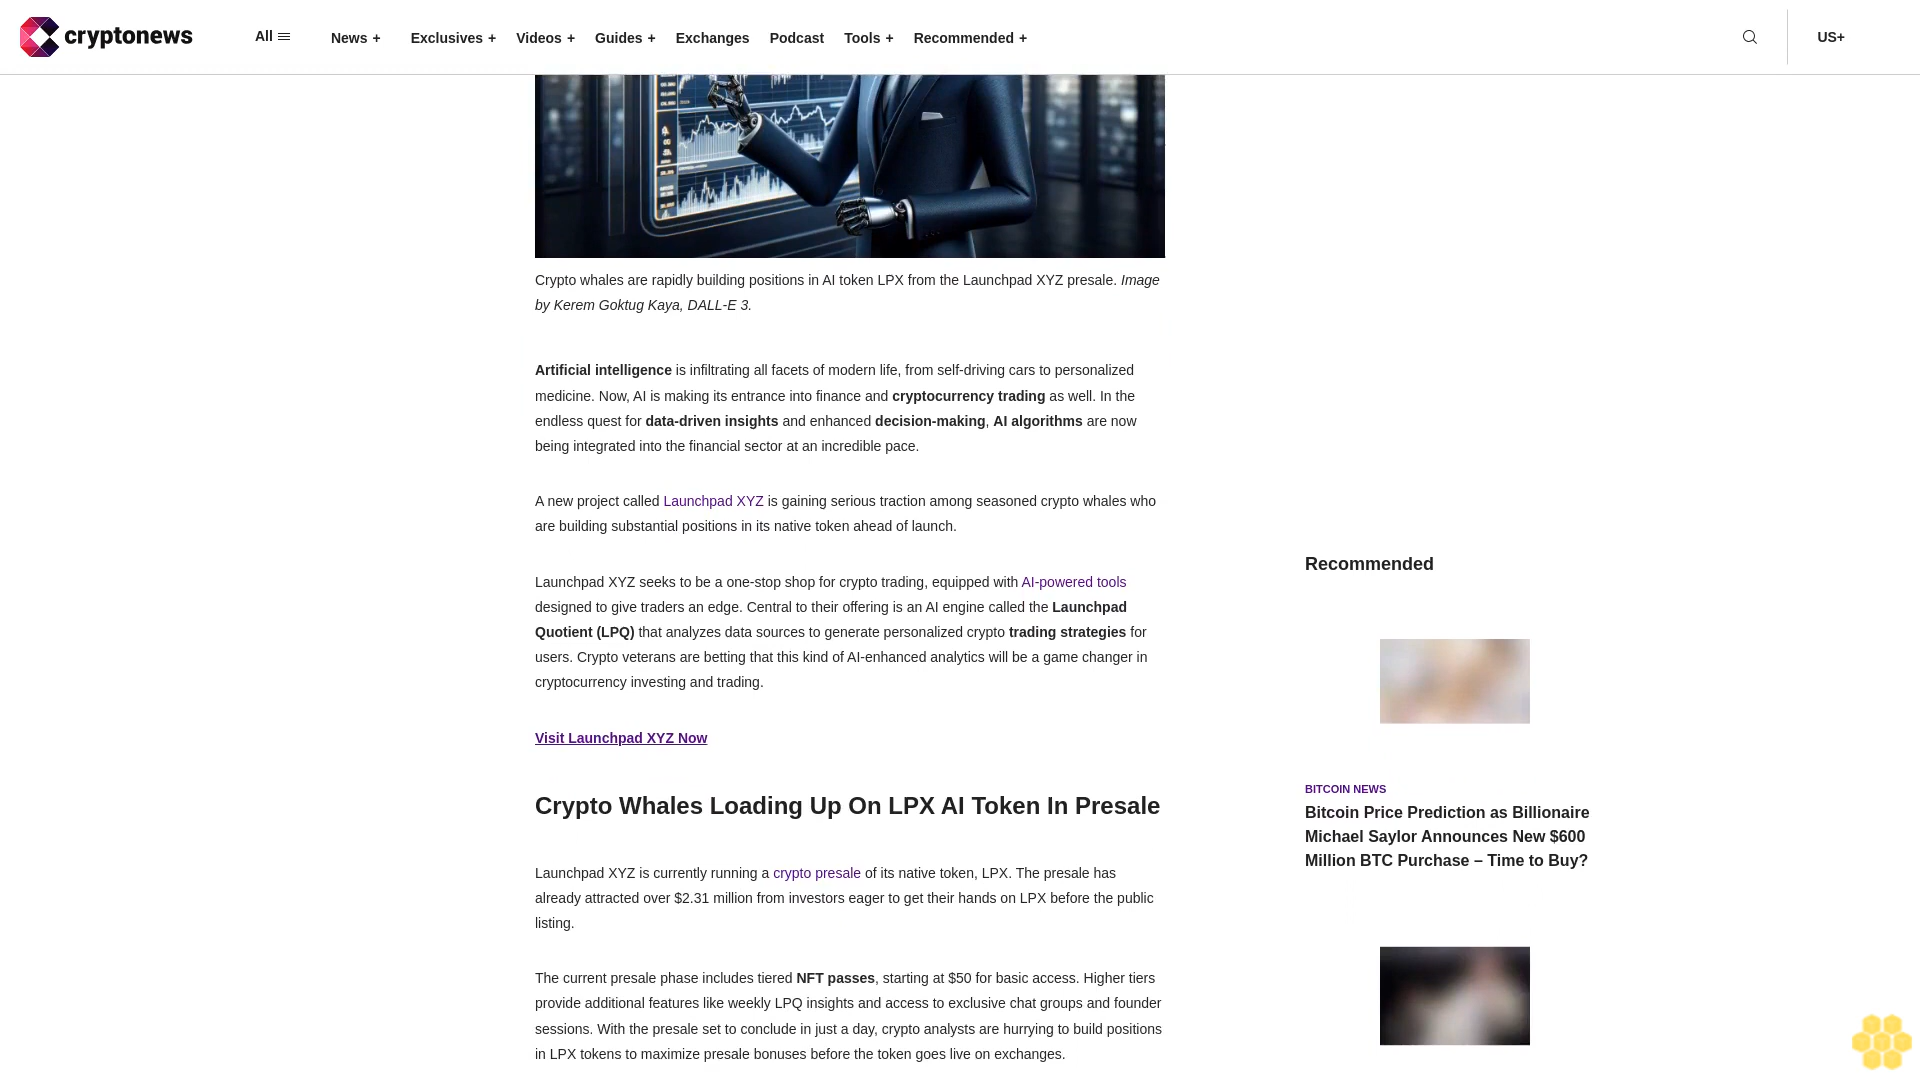 cryptonews
All
News +
Exclusives +
Videos +
Guides +
Exchanges
Podcast
Tools +
Recommended +
US+
Crypto whales are rapidly building positions in AI token LPX from the Launchpad XYZ presale. Image
by Kerem Goktug Kaya, DALL-E 3.
Artificial intelligence is infiltrating all facets of modern life, from self-driving cars to personalized
medicine. Now, AI is making its entrance into finance and cryptocurrency trading as well. In the
endless quest for data-driven insights and enhanced decision-making, AI algorithms are now
being integrated into the financial sector at an incredible pace.
A new project called Launchpad XYZ is gaining serious traction among seasoned crypto whales who
are building substantial positions in its native token ahead of launch.
Launchpad XYZ seeks to be a one-stop shop for crypto trading, equipped with AI-powered tools
designed to give traders an edge. Central to their offering is an AI engine called the Launchpad
Quotient (LPQ) that analyzes data sources to generate personalized crypto trading strategies for
users. Crypto veterans are betting that this kind of AI-enhanced analytics will be a game changer in
cryptocurrency investing and trading.
Visit Launchpad XYZ Now
Crypto Whales Loading Up On LPX AI Token In Presale
Launchpad XYZ is currently running a crypto presale of its native token, LPX. The presale has
already attracted over $2.31 million from investors eager to get their hands on LPX before the public
listing.
The current presale phase includes tiered NFT passes, starting at $50 for basic access. Higher tiers
provide additional features like weekly LPQ insights and access to exclusive chat groups and founder
sessions. With the presale set to conclude in just a day, crypto analysts are hurrying to build positions
in LPX tokens to maximize presale bonuses before the token goes live on exchanges.
Recommended
BITCOIN NEWS
Bitcoin Price Prediction as Billionaire
Michael Saylor Announces New $600
Million BTC Purchase – Time to Buy?